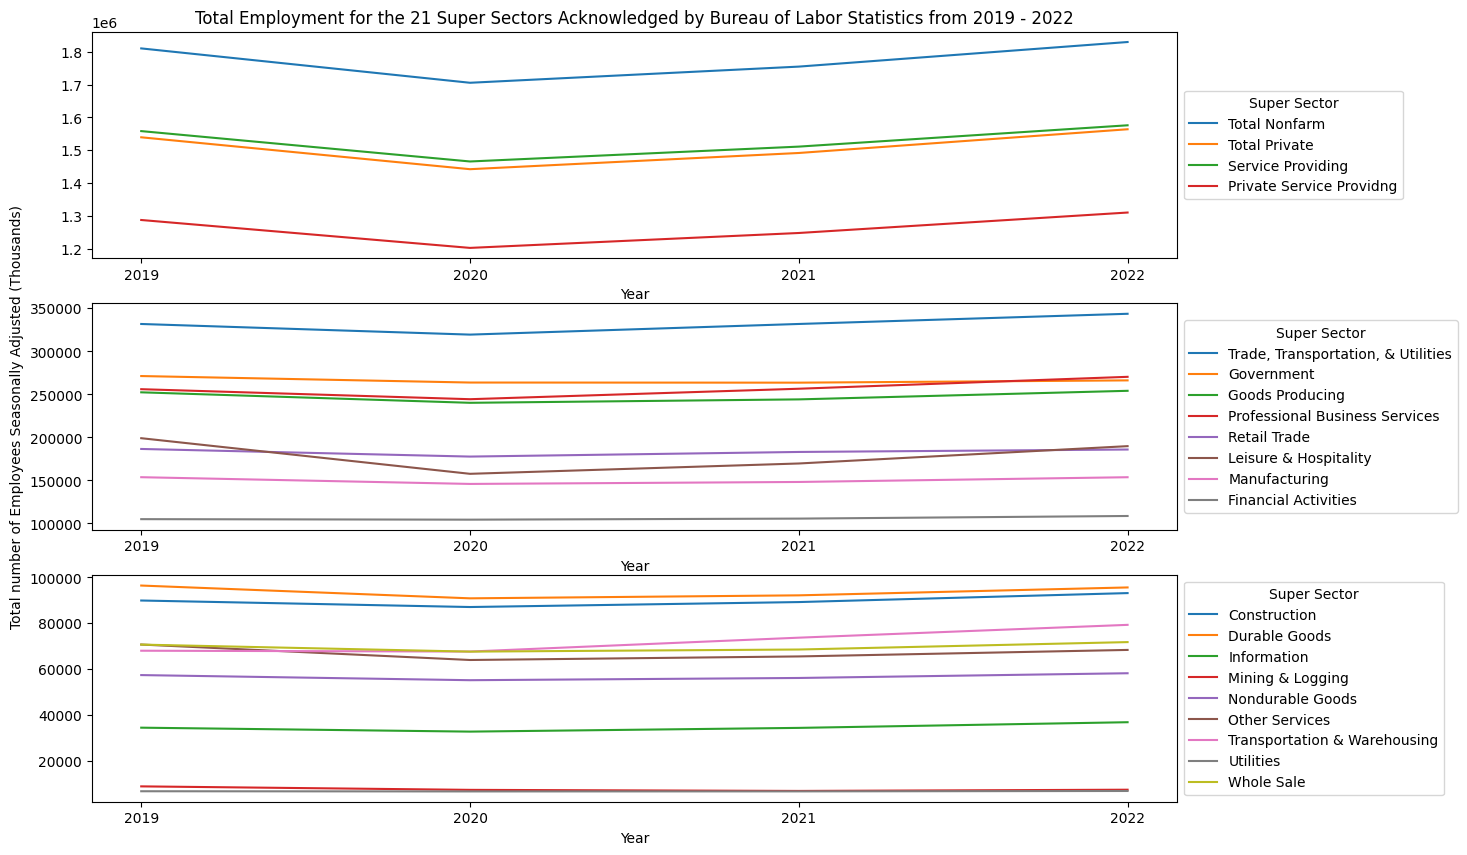 Total Employment for the 21 Super Sectors Acknowledged by Bureau of Labor Statistics from 2019 - 2022
Total number of Employees Seasonally Adjusted (Thousands)
1e6
1.8
1.7
1.6
1.5
1.4
1.3
1.2
2019 2020 2021 2022
Year
Super Sector
Total Nonfarm
Total Private
Service Providing
Private Service Providng
350000
300000
250000
200000
150000
100000
2019 2020 2021 2022
Year
Super Sector
Trade, Transportation, & Utilities
Government
Goods Producing
Professional Business Services
Retail Trade
Leisure & Hospitality
Manufacturing
Financial Activities
100000
80000
60000
40000
20000
2019 2020 2021 2022
Year
Super Sector
Construction
Durable Goods
Information
Mining & Logging
Nondurable Goods
Other Services
Transportation & Warehousing
Utilities
Whole Sale